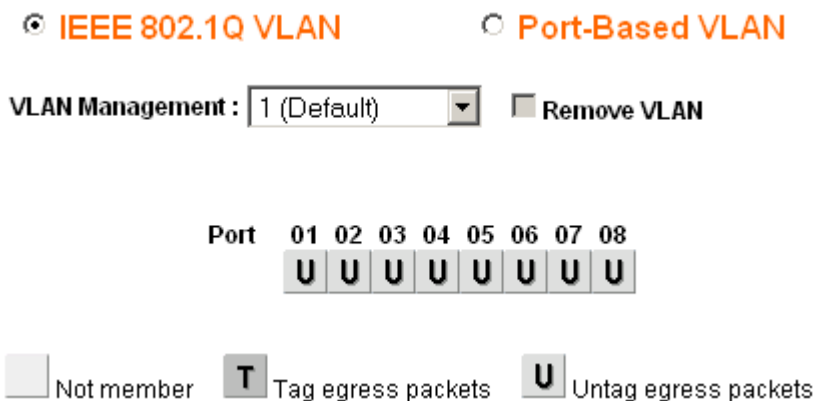 IEEE 802.1Q VLAN Port-Based VLAN
VLAN Management : 1 (Default) Remove VLAN
Port 01 02 03 04 05 06 07 08
U U U U U U U U
Not member T Tag egress packets U Untag egress packets